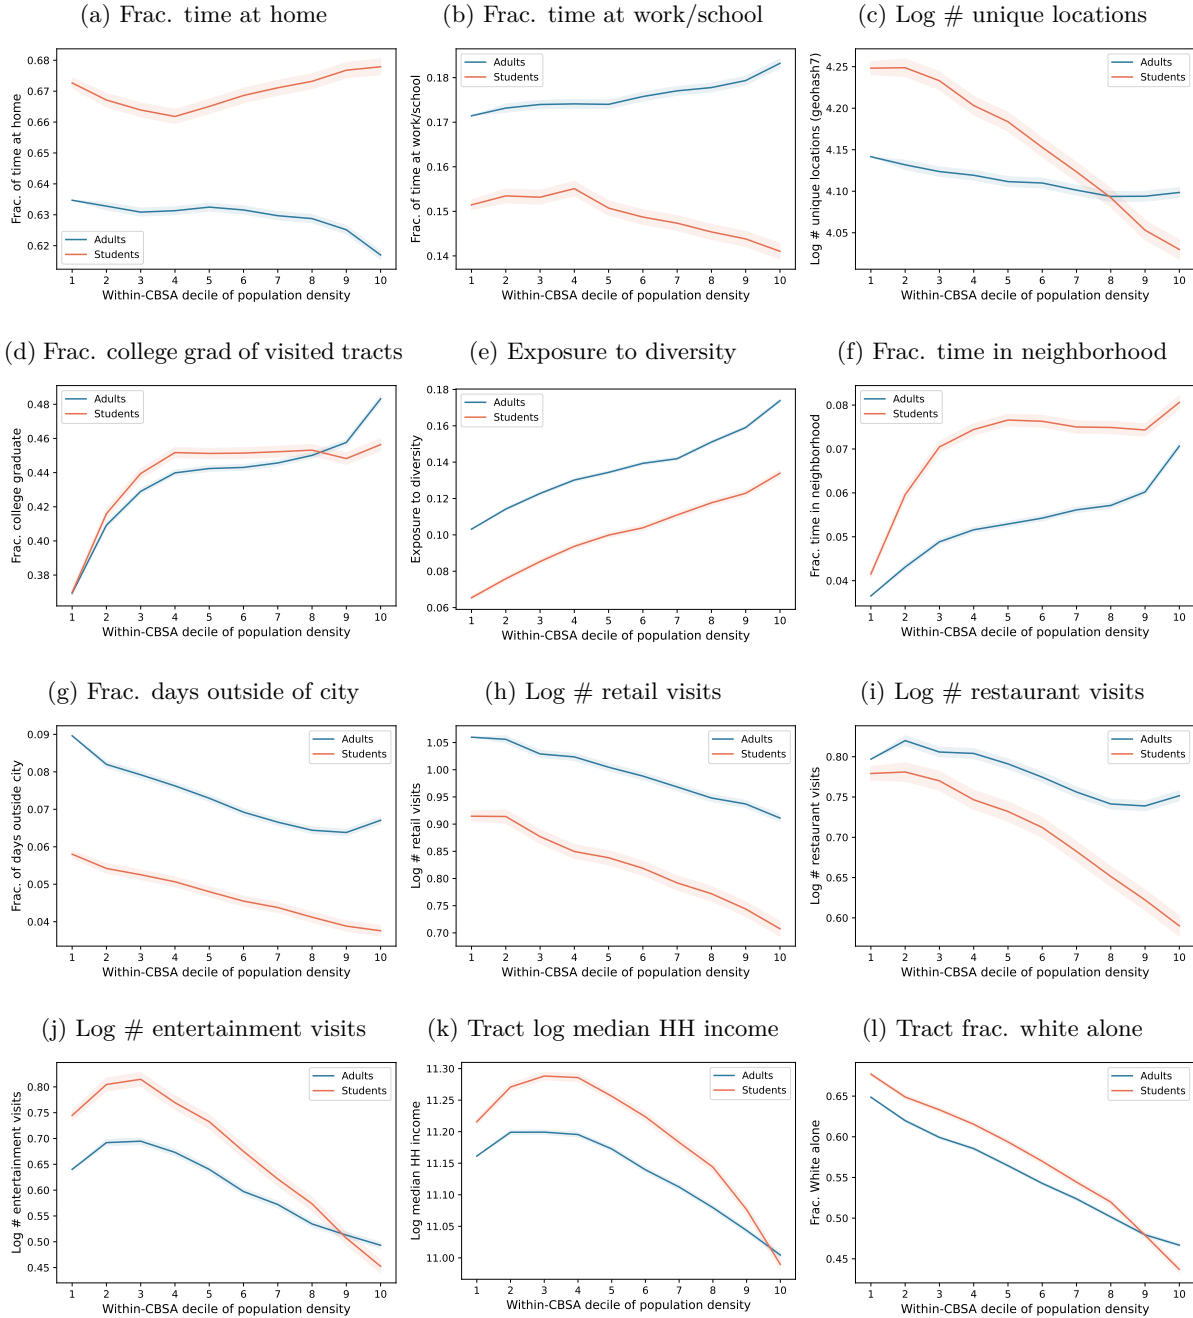 (a) Frac. time at home
Frac. of time at home
0.68
0.67
0.66
0.65
0.64
0.63
0.62
Adults
Students
1 2 3 4 5 6 7 8 9 10
Within-CBSA decile of population density
(b) Frac. time at work/school
Frac. of time at work/school
0.18
0.17
0.16
0.15
0.14
Adults
Students
1 2 3 4 5 6 7 8 9 10
Within-CBSA decile of population density
(c) Log # unique locations
Log # unique locations (geohash7)
4.25
4.20
4.15
4.10
4.05
Adults
Students
1 2 3 4 5 6 7 8 9 10
Within-CBSA decile of population density
(d) Frac. college grad of visited tracts
Frac. college graduate
0.48
0.46
0.44
0.42
0.40
0.38
Adults
Students
1 2 3 4 5 6 7 8 9 10
Within-CBSA decile of population density
(e) Exposure to diversity
Exposure to diversity
0.18
0.16
0.14
0.12
0.10
0.08
0.06
Adults
Students
1 2 3 4 5 6 7 8 9 10
Within-CBSA decile of population density
(f) Frac. time in neighborhood
Frac. time in neighborhood
0.08
0.07
0.06
0.05
0.04
Adults
Students
1 2 3 4 5 6 7 8 9 10
Within-CBSA decile of population density
(g) Frac. days outside of city
Frac. of days outside city
0.09
0.08
0.07
0.06
0.05
0.04
Adults
Students
1 2 3 4 5 6 7 8 9 10
Within-CBSA decile of population density
(h) Log # retail visits
Log # retail visits
1.05
1.00
0.95
0.90
0.85
0.80
0.75
0.70
Adults
Students
1 2 3 4 5 6 7 8 9 10
Within-CBSA decile of population density
(i) Log # restaurant visits
Log # restaurant visits
0.80
0.75
0.70
0.65
0.60
Adults
Students
1 2 3 4 5 6 7 8 9 10
Within-CBSA decile of population density
(j) Log # entertainment visits
Log # entertainment visits
0.80
0.75
0.70
0.65
0.60
0.55
0.50
0.45
Adults
Students
1 2 3 4 5 6 7 8 9 10
Within-CBSA decile of population density
(k) Tract log median HH income
Log median HH income
11.30
11.25
11.20
11.15
11.10
11.05
11.00
Adults
Students
1 2 3 4 5 6 7 8 9 10
Within-CBSA decile of population density
(l) Tract frac. white alone
Frac. White alone
0.65
0.60
0.55
0.50
0.45
Adults
Students
1 2 3 4 5 6 7 8 9 10
Within-CBSA decile of population density